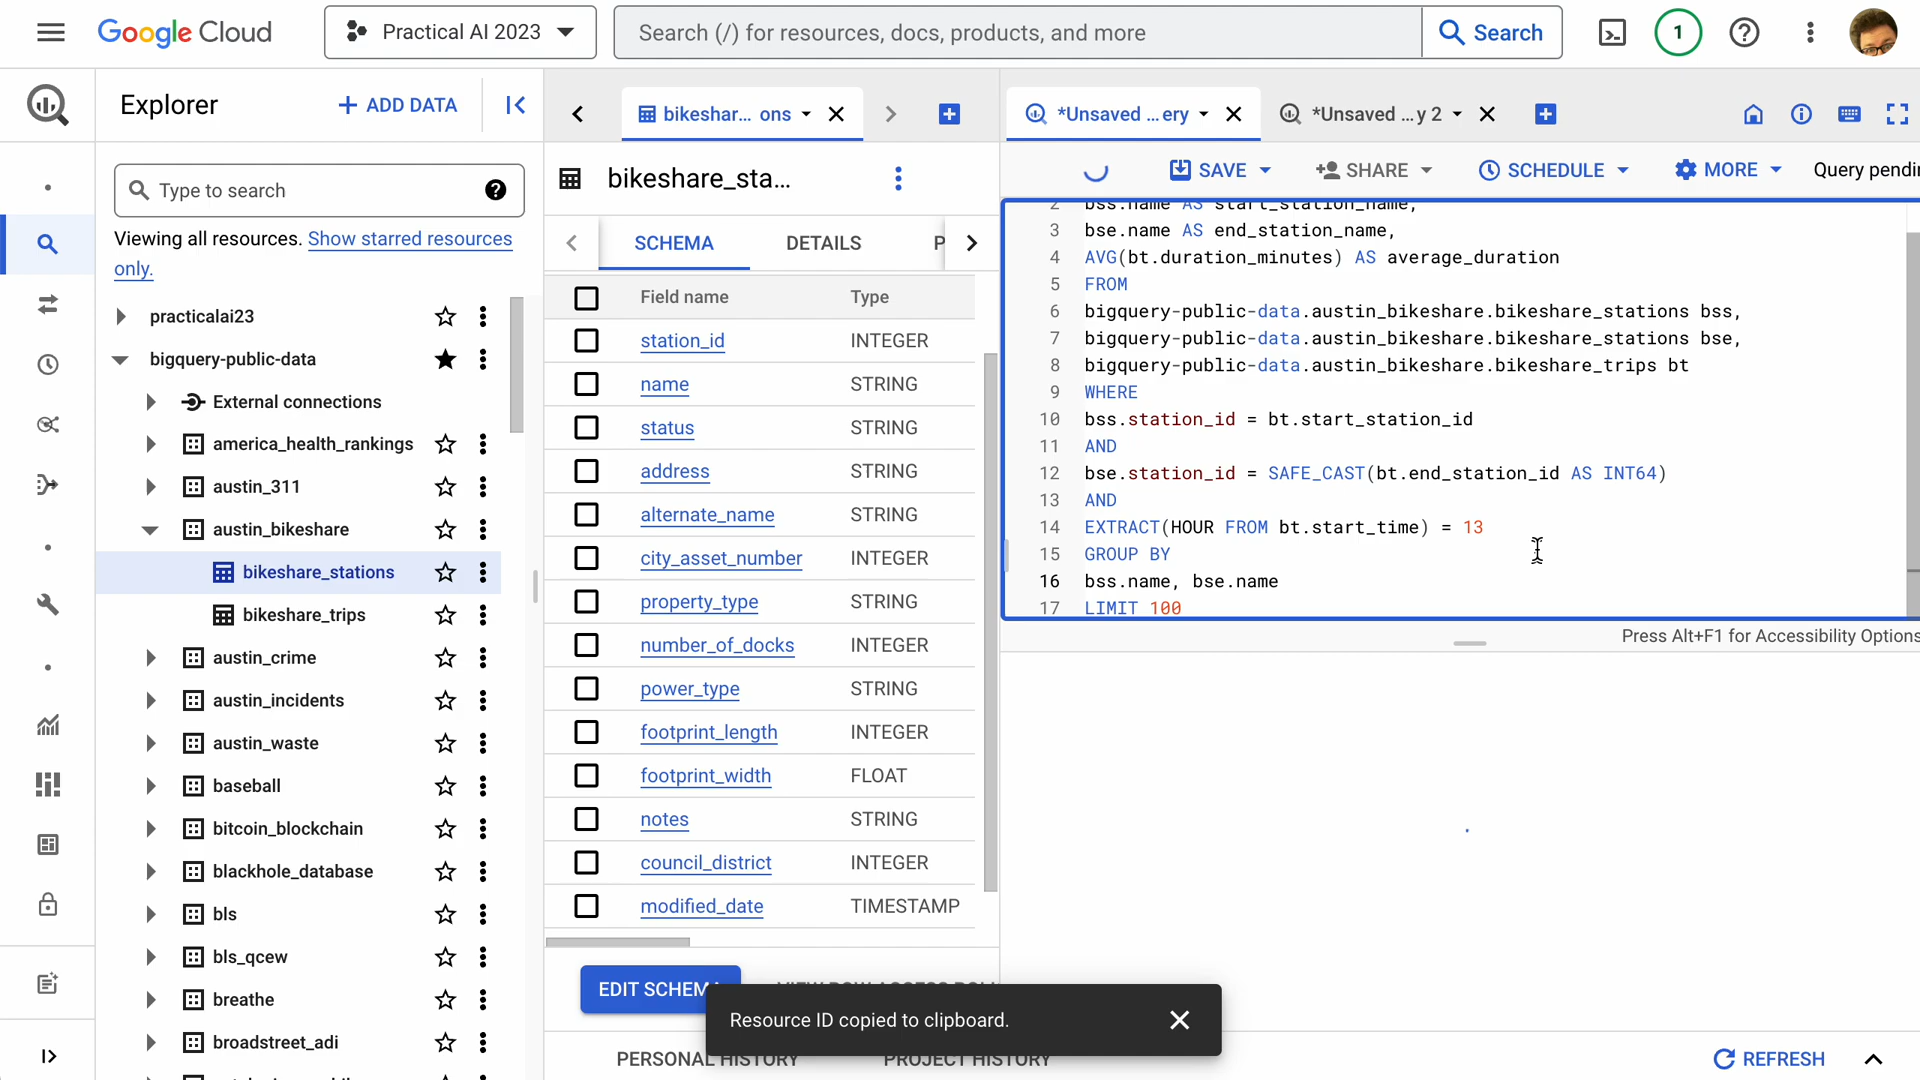 Google Cloud
Practical AI 2023
Search (/) for resources, docs, products, and more
Search
1
Explorer
+ ADD DATA
Type to search
Viewing all resources. Show starred resources
only.
practicalai23
bigquery-public-data
External connections
america_health_rankings
austin_311
austin_bikeshare
bikeshare_stations
bikeshare_trips
austin_crime
austin_incidents
austin_waste
baseball
bitcoin_blockchain
blackhole_database
bls
bls_qcew
breathe
broadstreet_adi
bikeshar... ons
bikeshare_sta...
SCHEMA
DETAILS
P
Field name Type
station_id INTEGER
name STRING
status STRING
address STRING
alternate_name STRING
city_asset_number INTEGER
property_type STRING
number_of_docks INTEGER
power_type STRING
footprint_length INTEGER
footprint_width FLOAT
notes STRING
council_district INTEGER
modified_date TIMESTAMP
EDIT SCHEM
*Unsaved ...ery
*Unsaved ...y 2
SAVE
SHARE
SCHEDULE
MORE
Query pendin
2 bss.name AS start_station_name,
3 bse.name AS end_station_name,
4 AVG(bt.duration_minutes) AS average_duration
5 FROM
6 bigquery-public-data.austin_bikeshare.bikeshare_stations bss,
7 bigquery-public-data.austin_bikeshare.bikeshare_stations bse,
8 bigquery-public-data.austin_bikeshare.bikeshare_trips bt
9 WHERE
10 bss.station_id = bt.start_station_id
11 AND
12 bse.station_id = SAFE_CAST(bt.end_station_id AS INT64)
13 AND
14 EXTRACT(HOUR FROM bt.start_time) = 13
15 GROUP BY
16 bss.name, bse.name
17 LIMIT 100
Press Alt+F1 for Accessibility Options
Resource ID copied to clipboard.
PERSONAL HISTORY
PROJECT HISTORY
REFRESH